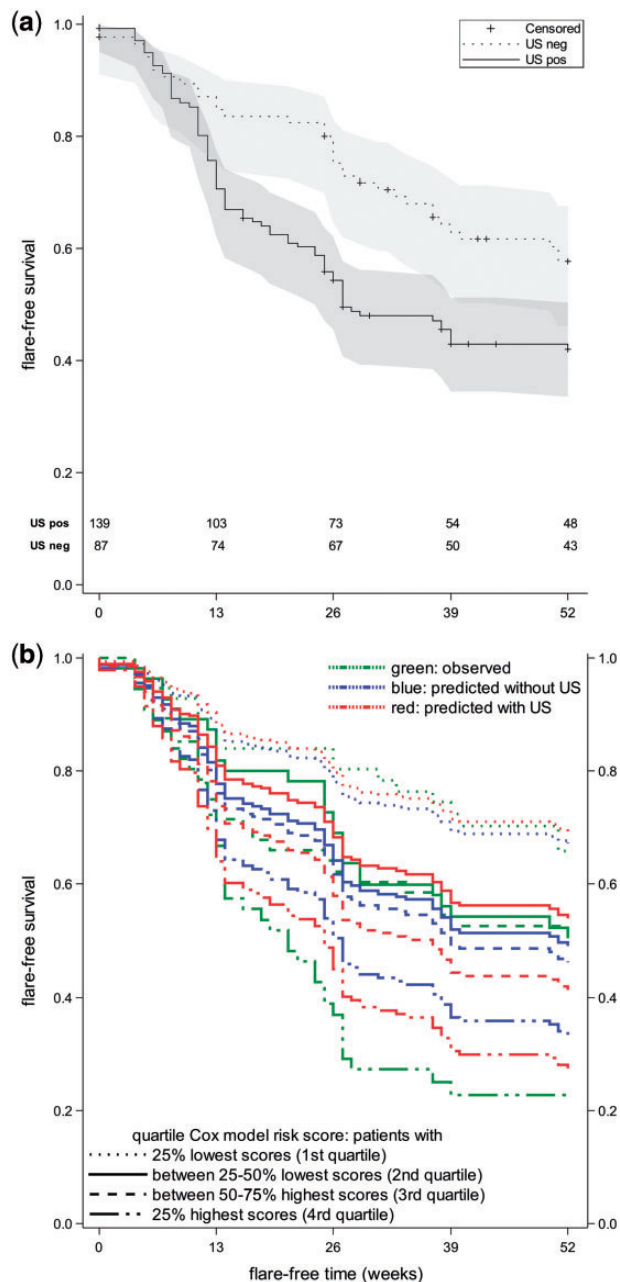 (a)
Censored
US neg
US pos
1.0
0.8
0.6
0.4
0.2
0.0
flare-free survival
US pos 139 103 73 54 48
US neg 87 74 67 50 43
0 13 26 39 52
(b)
green: observed
blue: predicted without US
red: predicted with US
1.0 1.0
0.8 0.8
0.6 0.6
0.4 0.4
0.2 0.2
0.0 0.0
flare-free survival
quartile Cox model risk score: patients with
25% lowest scores (1st quartile)
between 25-50% lowest scores (2nd quartile)
between 50-75% highest scores (3rd quartile)
25% highest scores (4rd quartile)
0 13 26 39 52
flare-free time (weeks)